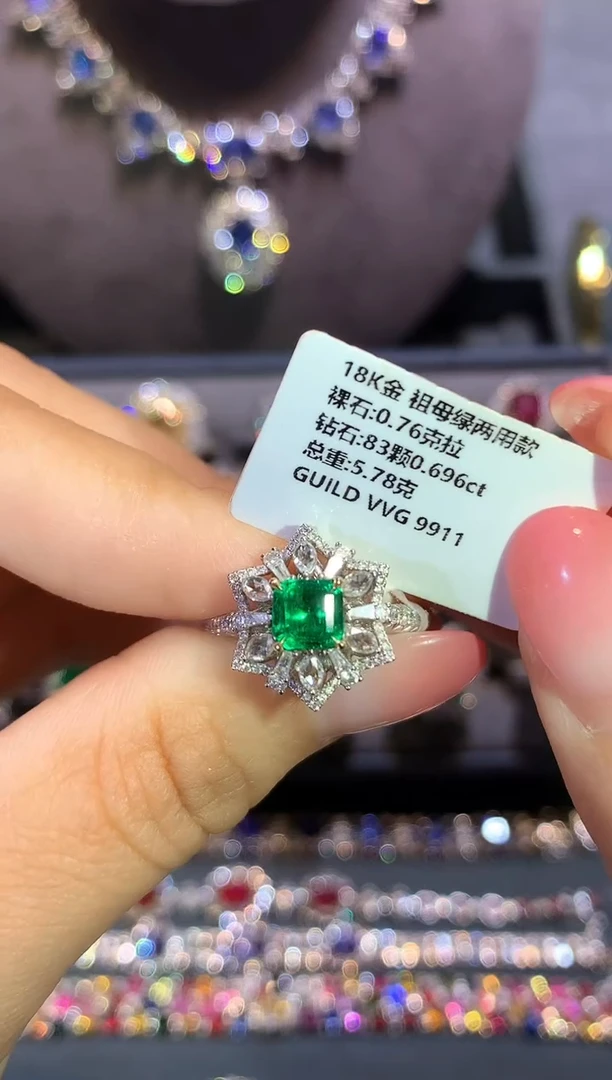 18K金 祖母绿两用款
裸石:0.76克拉
钻石:83颗0.696ct
总重:5.78克
GUILD VVG 9911